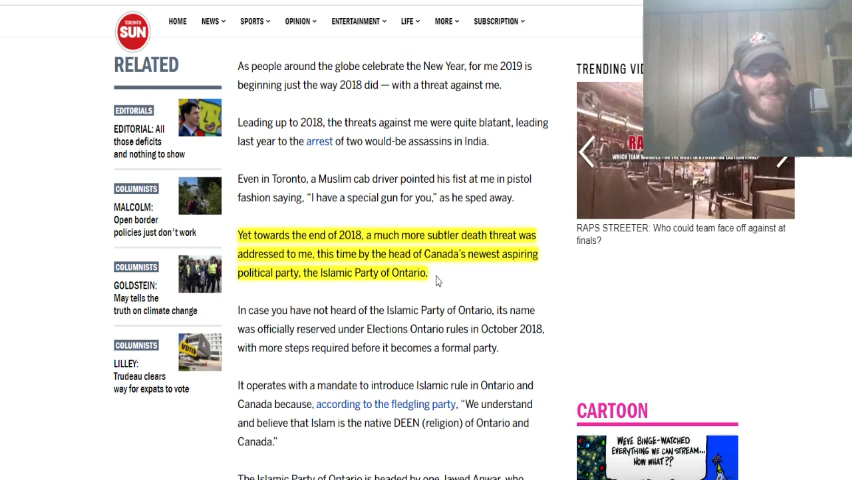 TORONTO
SUN
HOME
NEWS
SPORTS
OPINION
ENTERTAINMENT
LIFE
MORE
SUBSCRIPTION
RELATED
EDITORIALS
EDITORIAL: All
those deficits
and nothing to show
COLUMNISTS
MALCOLM:
Open border
policies just don't work
COLUMNISTS
GOLDSTEIN:
May tells the
truth on climate change
COLUMNISTS
LILLEY:
Trudeau clears
way for expats to vote
As people around the globe celebrate the New Year, for me 2019 is
beginning just the way 2018 did — with a threat against me.
Leading up to 2018, the threats against me were quite blatant, leading
last year to the arrest of two would-be assassins in India.
Even in Toronto, a Muslim cab driver pointed his fist at me in pistol
fashion saying, "I have a special gun for you," as he sped away.
Yet towards the end of 2018, a much more subtler death threat was
addressed to me, this time by the head of Canada's newest aspiring
political party, the Islamic Party of Ontario.
In case you have not heard of the Islamic Party of Ontario, its name
was officially reserved under Elections Ontario rules in October 2018,
with more steps required before it becomes a formal party.
It operates with a mandate to introduce Islamic rule in Ontario and
Canada because, according to the fledgling party, "We understand
and believe that Islam is the native DEEN (religion) of Ontario and
Canada."
The Islamic Party of Ontario is headed by one Jawed Anwar, who
TRENDING VID
RA
RAPS STREETER: Who could team face off against at
finals?
CARTOON
WE'VE BINGE-WATCHED
EVERYTHING WE CAN STREAM...
NOW WHAT??